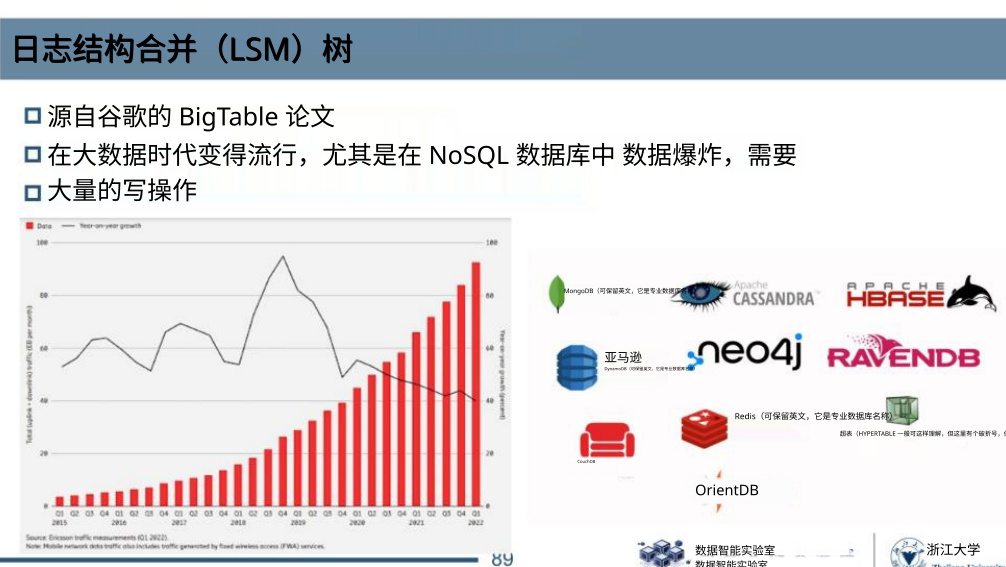 日志结构合并（LSM）树
源自谷歌的 BigTable 论文
在大数据时代变得流行，尤其是在 NoSQL 数据库中 数据爆炸，需要
大量的写操作
Data Year-on-year growth
100 100
80 80
60 60
40 40
20 20
0 0
Total (uplink + downlink) traffic (EB per month)
Year-on-year growth (percent)
Q1 Q2 Q3 Q4 Q1 Q2 Q3 Q4 Q1 Q2 Q3 Q4 Q1 Q2 Q3 Q4 Q1 Q2 Q3 Q4 Q1 Q2 Q3 Q4 Q1 Q2 Q3 Q4 Q1
2015 2016 2017 2018 2019 2020 2021 2022
Source: Ericsson traffic measurements (Q1 2022).
Note: Mobile network data traffic also includes traffic generated by fixed wireless access (FWA) services.
MongoDB（可保留英文，它是专业数据库
Apache
CASSANDRA
APACHE
HBASE
亚马逊
DynamoDB（可保留英文，它是专业数据库名
neo4j
RAVENDB
CouchDB
Redis（可保留英文，它是专业数据库名称）
超表（HYPERTABLE 一般可这样理解，但这里有个破折号，
OrientDB
89
数据智能实验室
数据智能实验室
浙江大学